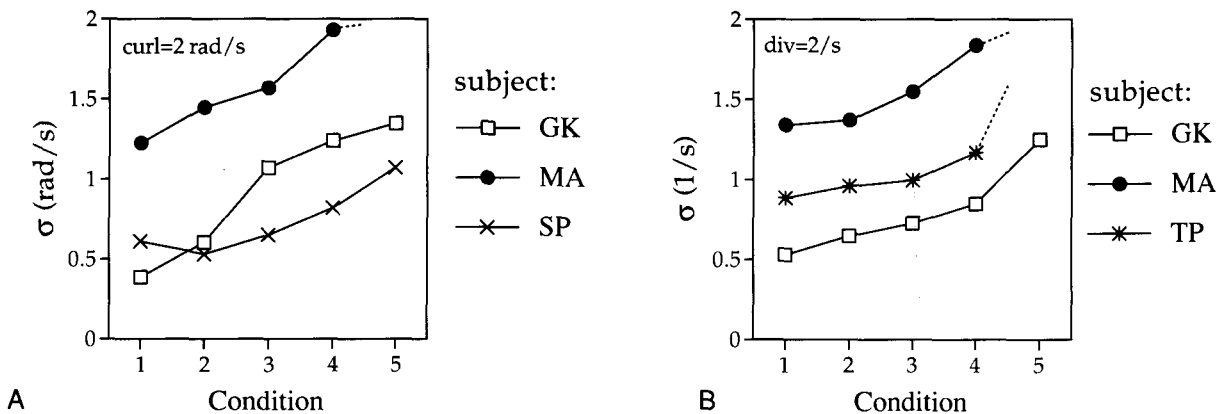 2
1.5
1
0.5
0
σ (rad/s)
curl=2 rad/s
1 2 3 4 5
Condition
A
subject:
GK
MA
SP
2
1.5
1
0.5
0
σ (1/s)
div=2/s
1 2 3 4 5
Condition
B
subject:
GK
MA
TP